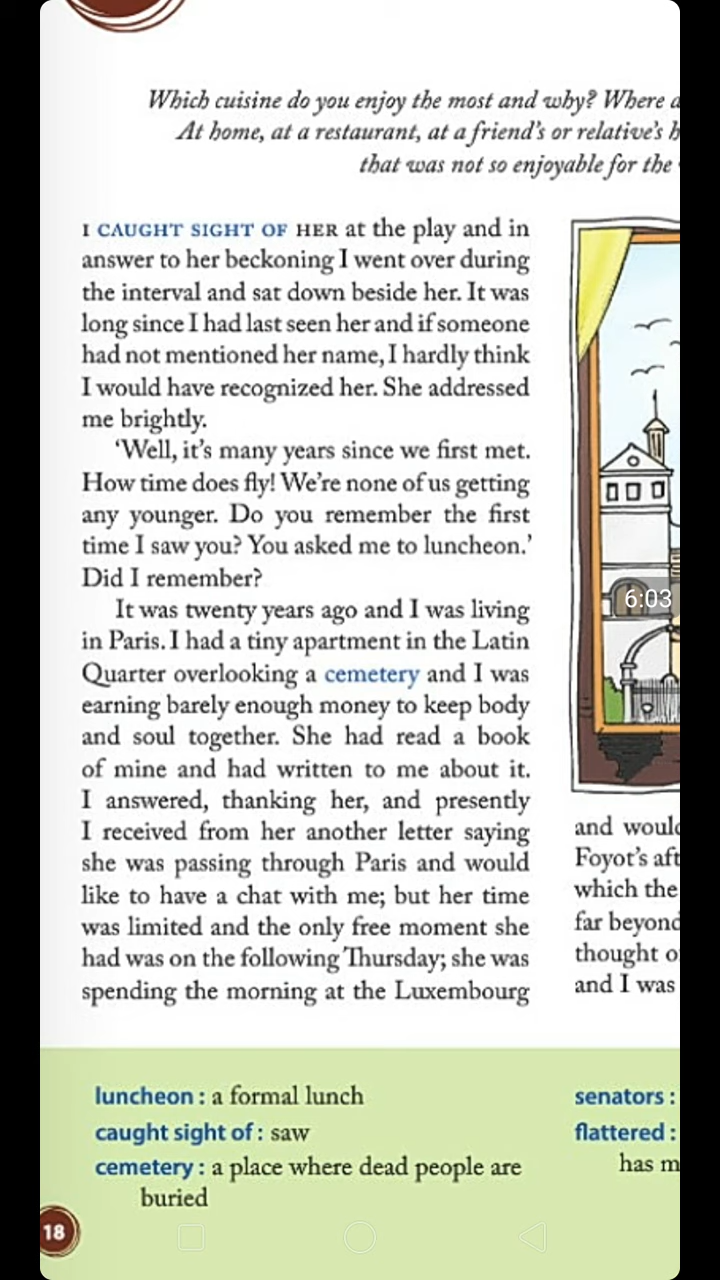 Which cuisine do you enjoy the most and why? Where
At home, at a restaurant, at a friend's or relative's
that was not so enjoyable for the
I CAUGHT SIGHT OF HER at the play and in
answer to her beckoning I went over during
the interval and sat down beside her. It was
long since I had last seen her and if someone
had not mentioned her name, I hardly think
I would have recognized her. She addressed
me brightly.
'Well, it's many years since we first met.
How time does fly! We're none of us getting
any younger. Do you remember the first
time I saw you? You asked me to luncheon.'
Did I remember?
It was twenty years ago and I was living
in Paris. I had a tiny apartment in the Latin
Quarter overlooking a cemetery and I was
earning barely enough money to keep body
and soul together. She had read a book
of mine and had written to me about it.
I answered, thanking her, and presently
I received from her another letter saying
she was passing through Paris and would
like to have a chat with me; but her time
was limited and the only free moment she
had was on the following Thursday; she was
spending the morning at the Luxembourg
6:03
and
Foyot's
which the
far
thought
and I was
luncheon : a formal lunch
caught sight of : saw
cemetery : a place where dead people are
buried
senators :
flattered :
has
18